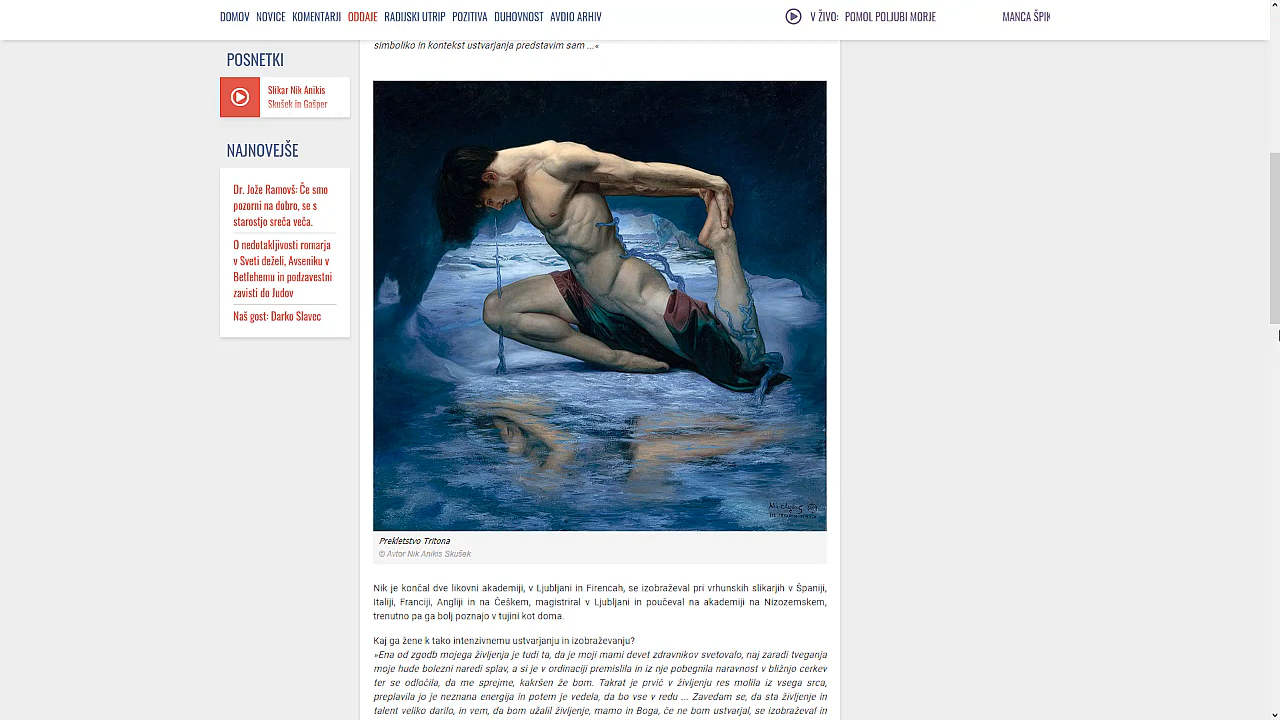 DOMOV NOVICE KOMENTARJI ODDAJE RADIJSKI UTRIP POZITIVA DUHOVNOST AVDIO ARHIV
V ŽIVO: POMOL POLJUBI MORJE
MANCA ŠPIK
simboliko in kontekst ustvarjanja predstavim sam ...«
POSNETKI
Slikar Nik Anikis
Skušek in Gašper
NAJNOVEJŠE
Dr. Jože Ramovš: Če smo
pozorni na dobro, se s
starostjo sreča veča.
O nedotakljivosti romarja
v Sveti deželi, Avseniku v
Betlehemu in podzavestni
zavisti do Judov
Naš gost: Darko Slavec
Prekletstvo Tritona
© Avtor Nik Anikis Skušek
Nik je končal dve likovni akademiji, v Ljubljani in Firencah, se izobraževal pri vrhunskih slikarjih v Španiji,
Italiji, Franciji, Angliji in na Češkem, magistriral v Ljubljani in poučeval na akademiji na Nizozemskem,
trenutno pa ga bolj poznajo v tujini kot doma.
Kaj ga žene k tako intenzivnemu ustvarjanju in izobraževanju?
»Ena od zgodb mojega življenja je tudi ta, da je moji mami devet zdravnikov svetovalo, naj zaradi tveganja
moje hude bolezni naredi splav, a si je v ordinaciji premislila in iz nje pobegnila naravnost v bližnjo cerkev
ter se odločila, da me sprejme, kakršen že bom. Takrat je prvič v življenju res molila iz vsega srca,
preplavila jo je neznana energija in potem je vedela, da bo vse v redu ... Zavedam se, da sta življenje in
talent veliko darilo, in vem, da bom užalil življenje, mamo in Boga, če ne bom ustvarjal, se izobraževal in